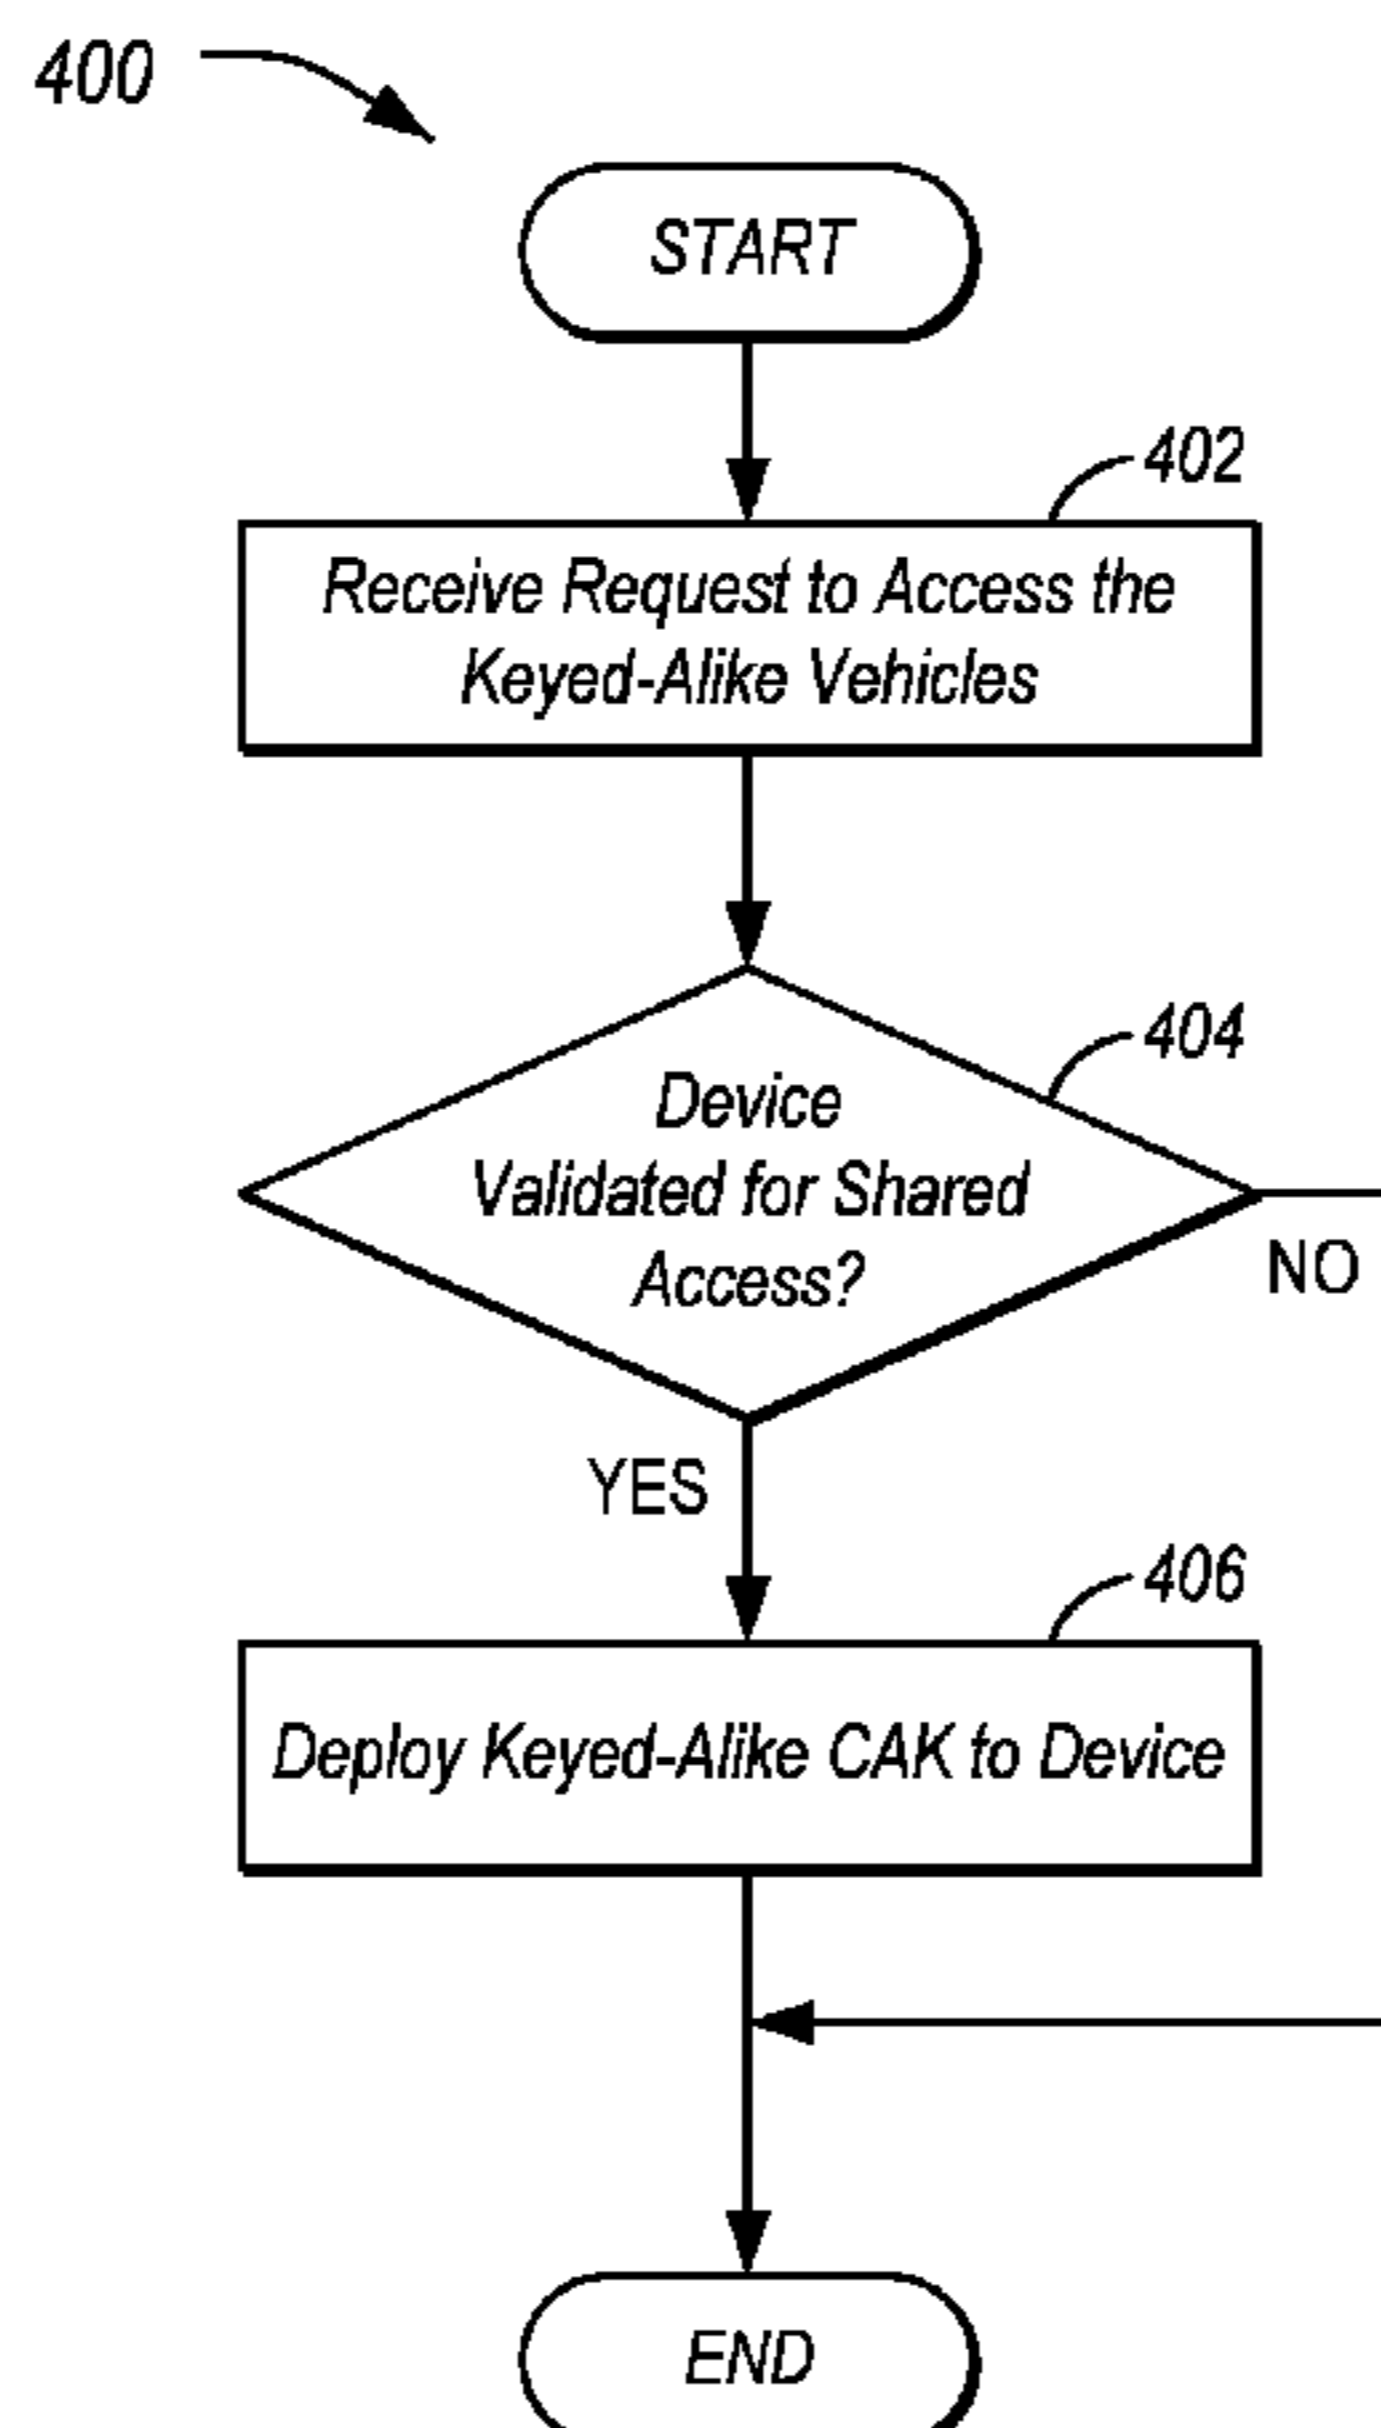 400
START
402
Receive Request to Access the
Keyed-Alike Vehicles
404
Device
Validated for Shared
Access?
NO
YES
406
Deploy Keyed-Alike CAK to Device
END